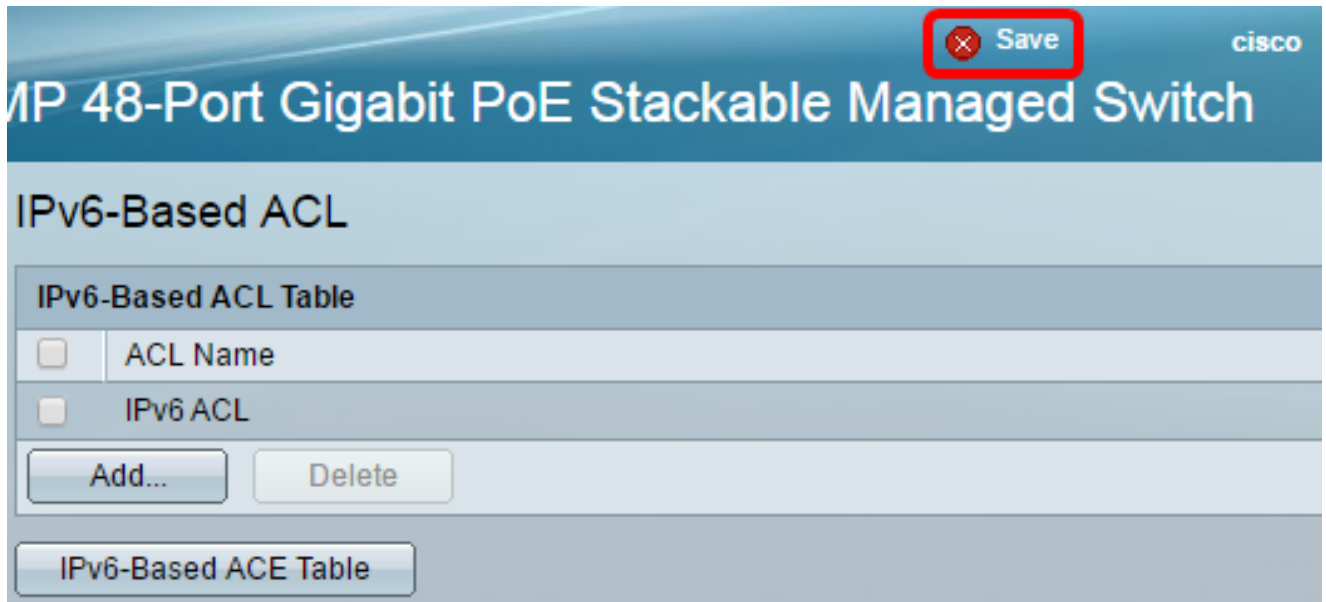 Save
cisco
MP 48-Port Gigabit PoE Stackable Managed Switch
IPv6-Based ACL
IPv6-Based ACL Table
ACL Name
IPv6 ACL
Add... Delete
IPv6-Based ACE Table